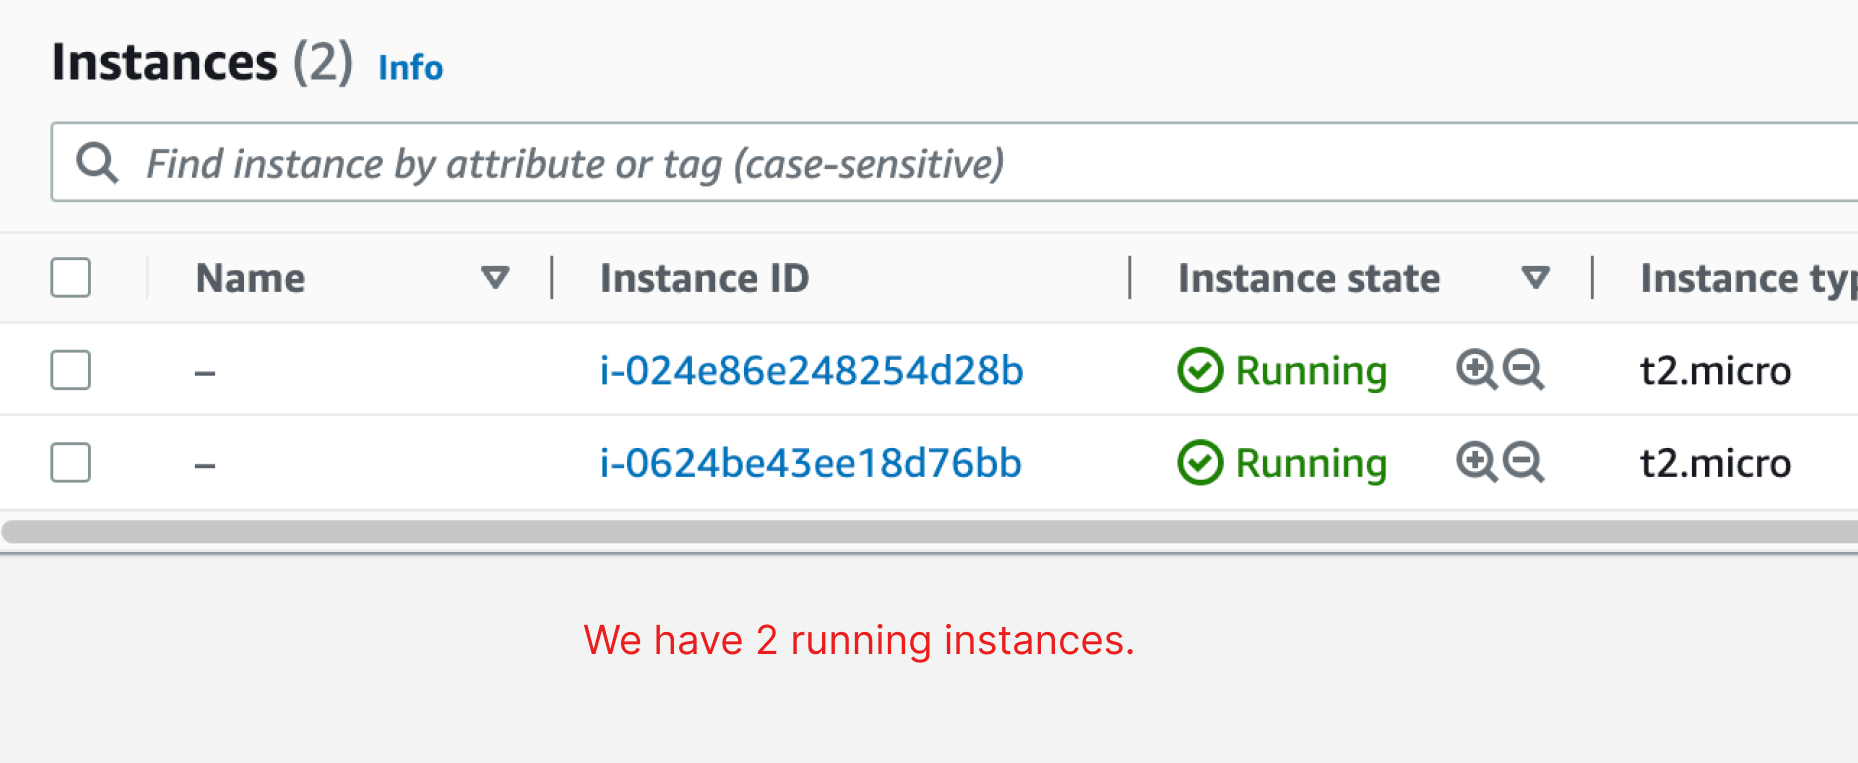 Instances (2) Info
Find instance by attribute or tag (case-sensitive)
Name Instance ID Instance state Instance typ
– i-024e86e248254d28b Running t2.micro
– i-0624be43ee18d76bb Running t2.micro
We have 2 running instances.